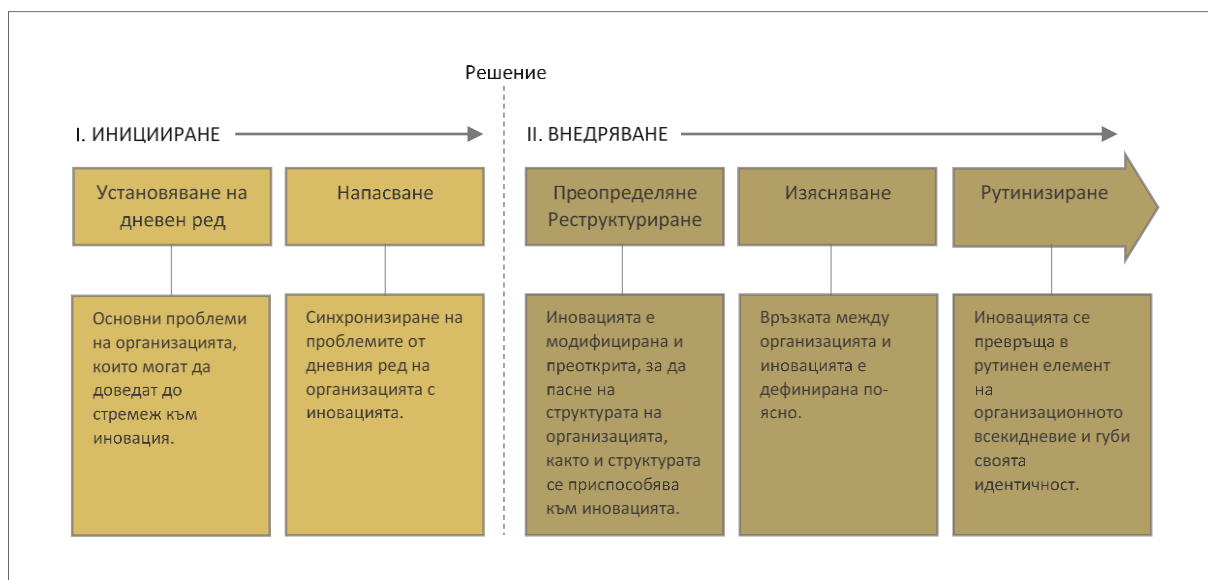 Решение
I. ИНИЦИИРАНЕ
II. ВНЕДРЯВАНЕ
Установяване на
дневен ред
Напасване
Преопределяне
Реструктуриране
Изясняване
Рутинизиране
Основни проблеми
на организацията,
които могат да
доведат до
стремеж към
иновация.
Синхронизиране на
проблемите от
дневния ред на
организацията с
иновацията.
Иновацията е
модифицирана и
преоткрита, за да
пасне на
структурата на
организацията,
както и структурата
се приспособява
към иновацията.
Връзката между
организацията и
иновацията е
дефинирана по-
ясно.
Иновацията се
превръща в
рутинен елемент
на
организационното
всекидневие и губи
своята
идентичност.